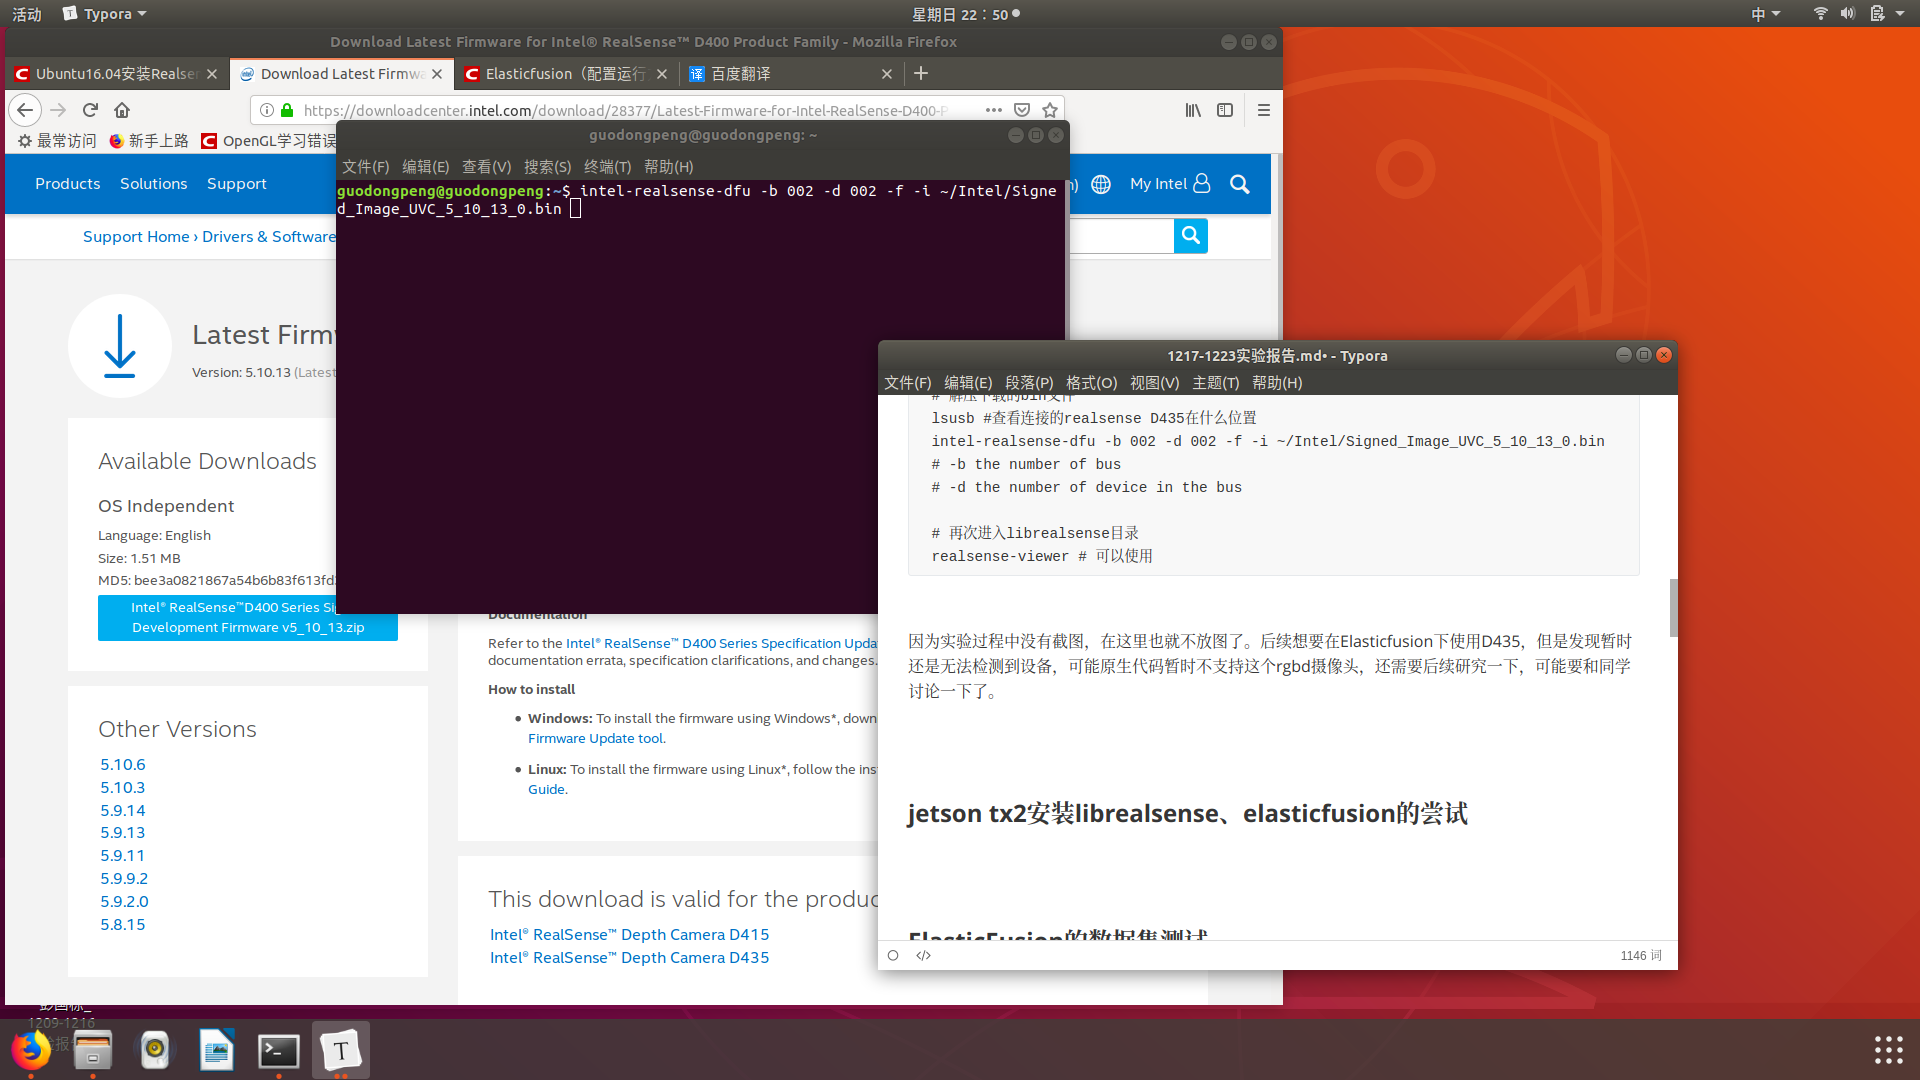 活动
Typora
星期日 22：50
中
Download Latest Firmware for Intel® RealSense™ D400 Product Family - Mozilla Firefox
Ubuntu16.04安装Realsen
Download Latest Firmwa
Elasticfusion（配置运行
百度翻译
https://downloadcenter.intel.com/download/28377/Latest-Firmware-for-Intel-RealSense-D400-P
最常访问
新手上路
OpenGL学习错误
Products
Solutions
Support
My Intel
Support Home › Drivers & Software
Latest Firm
Version: 5.10.13 (Latest
Available Downloads
OS Independent
Language: English
Size: 1.51 MB
MD5: bee3a0821867a54b6b83f613fd
Intel® RealSense™D400 Series Si
Development Firmware v5_10_13.zip
Other Versions
5.10.6
5.10.3
5.9.14
5.9.13
5.9.11
5.9.9.2
5.9.2.0
5.8.15
Documentation
Refer to the Intel® RealSense™ D400 Series Specification Upda
documentation errata, specification clarifications, and changes.
How to install
Windows: To install the firmware using Windows*, down
Firmware Update tool.
Linux: To install the firmware using Linux*, follow the ins
Guide.
This download is valid for the produc
Intel® RealSense™ Depth Camera D415
Intel® RealSense™ Depth Camera D435
guodongpeng@guodongpeng: ~
文件(F) 编辑(E) 查看(V) 搜索(S) 终端(T) 帮助(H)
guodongpeng@guodongpeng:~$ intel-realsense-dfu -b 002 -d 002 -f -i ~/Intel/Signe
d_Image_UVC_5_10_13_0.bin
1217-1223实验报告.md• - Typora
文件(F) 编辑(E) 段落(P) 格式(O) 视图(V) 主题(T) 帮助(H)
# 解压下载的bin文件
lsusb #查看连接的realsense D435在什么位置
intel-realsense-dfu -b 002 -d 002 -f -i ~/Intel/Signed_Image_UVC_5_10_13_0.bin
# -b the number of bus
# -d the number of device in the bus
# 再次进入librealsense目录
realsense-viewer # 可以使用
因为实验过程中没有截图，在这里也就不放图了。后续想要在Elasticfusion下使用D435，但是发现暂时
还是无法检测到设备，可能原生代码暂时不支持这个rgbd摄像头，还需要后续研究一下，可能要和同学
讨论一下了。
jetson tx2安装librealsense、elasticfusion的尝试
ElasticFusion的数据集测试
1146 词
1209-1216